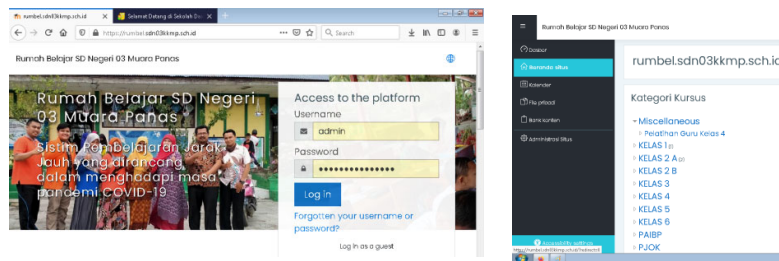 rumbel.sdn03kkmp.sch.id
Selamat Datang di Sekolah Da
https://rumbel.sdn03kkmp.sch.id
Search
Rumah Belajar SD Negeri 03 Muara Panas
Rumah Belajar SD Negeri
03 Muara Panas
Sistim Pembelajaran Jarak
Jauh yang dirancang
dalam menghadapi masa
pandemi COVID-19
Access to the platform
Username
admin
Password
Log in
Forgotten your username or
password?
Log in as a guest
Rumah Belajar SD Negeri 03 Muara Panas
Dasbor
Beranda situs
Kalender
File pribadi
Bank konten
Administrasi Situs
Accessibility settings
rumbel.sdn03kkmp.sch.id
Kategori Kursus
Miscellaneous
Pelatihan Guru Kelas 4
KELAS 1
KELAS 2 A
KELAS 2 B
KELAS 3
KELAS 4
KELAS 5
KELAS 6
PAIBP
PJOK